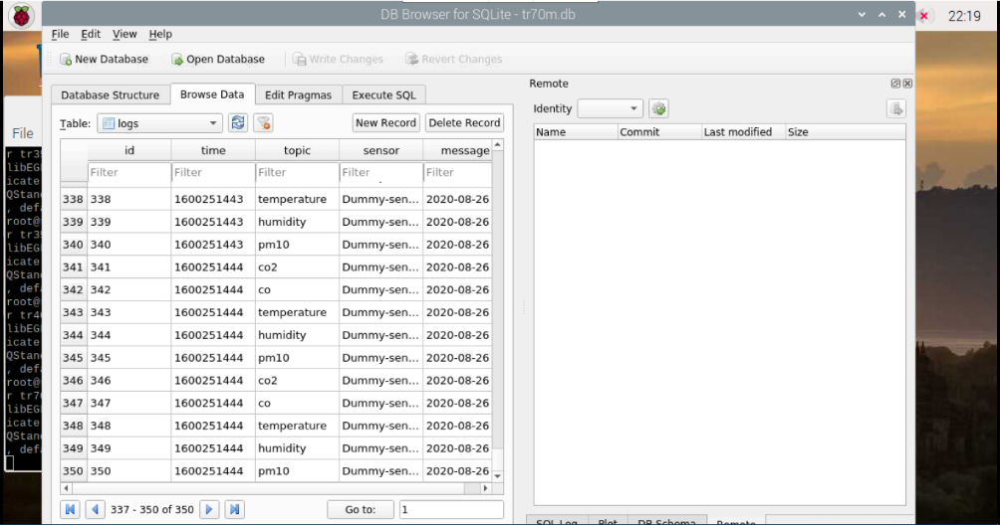 DB Browser for SQLite - tr70m.db
22:19
File Edit View Help
New Database Open Database Write Changes Revert Changes
Remote
Database Structure Browse Data Edit Pragmas Execute SQL
Identity
Table: logs New Record Delete Record
Name Commit Last modified Size
id time topic sensor message
Filter Filter Filter Filter Filter
338 338 1600251443 temperature Dummy-sen... 2020-08-26
339 339 1600251443 humidity Dummy-sen... 2020-08-26
340 340 1600251443 pm10 Dummy-sen... 2020-08-26
341 341 1600251444 co2 Dummy-sen... 2020-08-26
342 342 1600251444 co Dummy-sen... 2020-08-26
343 343 1600251444 temperature Dummy-sen... 2020-08-26
344 344 1600251444 humidity Dummy-sen... 2020-08-26
345 345 1600251444 pm10 Dummy-sen... 2020-08-26
346 346 1600251444 co2 Dummy-sen... 2020-08-26
347 347 1600251444 co Dummy-sen... 2020-08-26
348 348 1600251444 temperature Dummy-sen... 2020-08-26
349 349 1600251444 humidity Dummy-sen... 2020-08-26
350 350 1600251444 pm10 Dummy-sen... 2020-08-26
337 - 350 of 350 Go to: 1
SQL Log Plot DB Schema Remote
File
r tr3
libEG
icate
QStan
, def
root@
r tr3
libEG
icate
QStan
, def
root@
r tr4
libEG
icate
QStan
, def
root@
r tr7
libEG
icate
QStan
, def